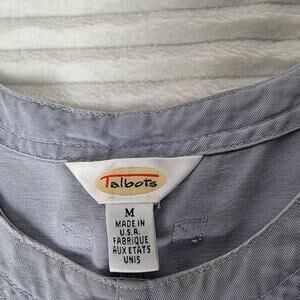 Talbots
M
MADE IN
U.S.A.
FABRIQUE
AUX ETATS
UNIS